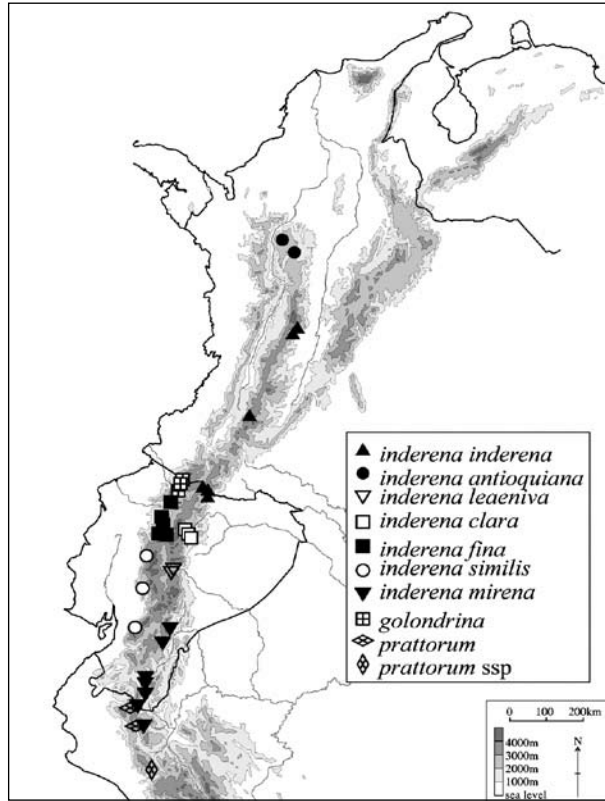 inderena inderena
inderena antioquiana
inderena leaeniva
inderena clara
inderena fina
inderena similis
inderena mirena
golondrina
prattorum
prattorum ssp
0 100 200km
4000m
3000m
2000m
1000m
sea level
N